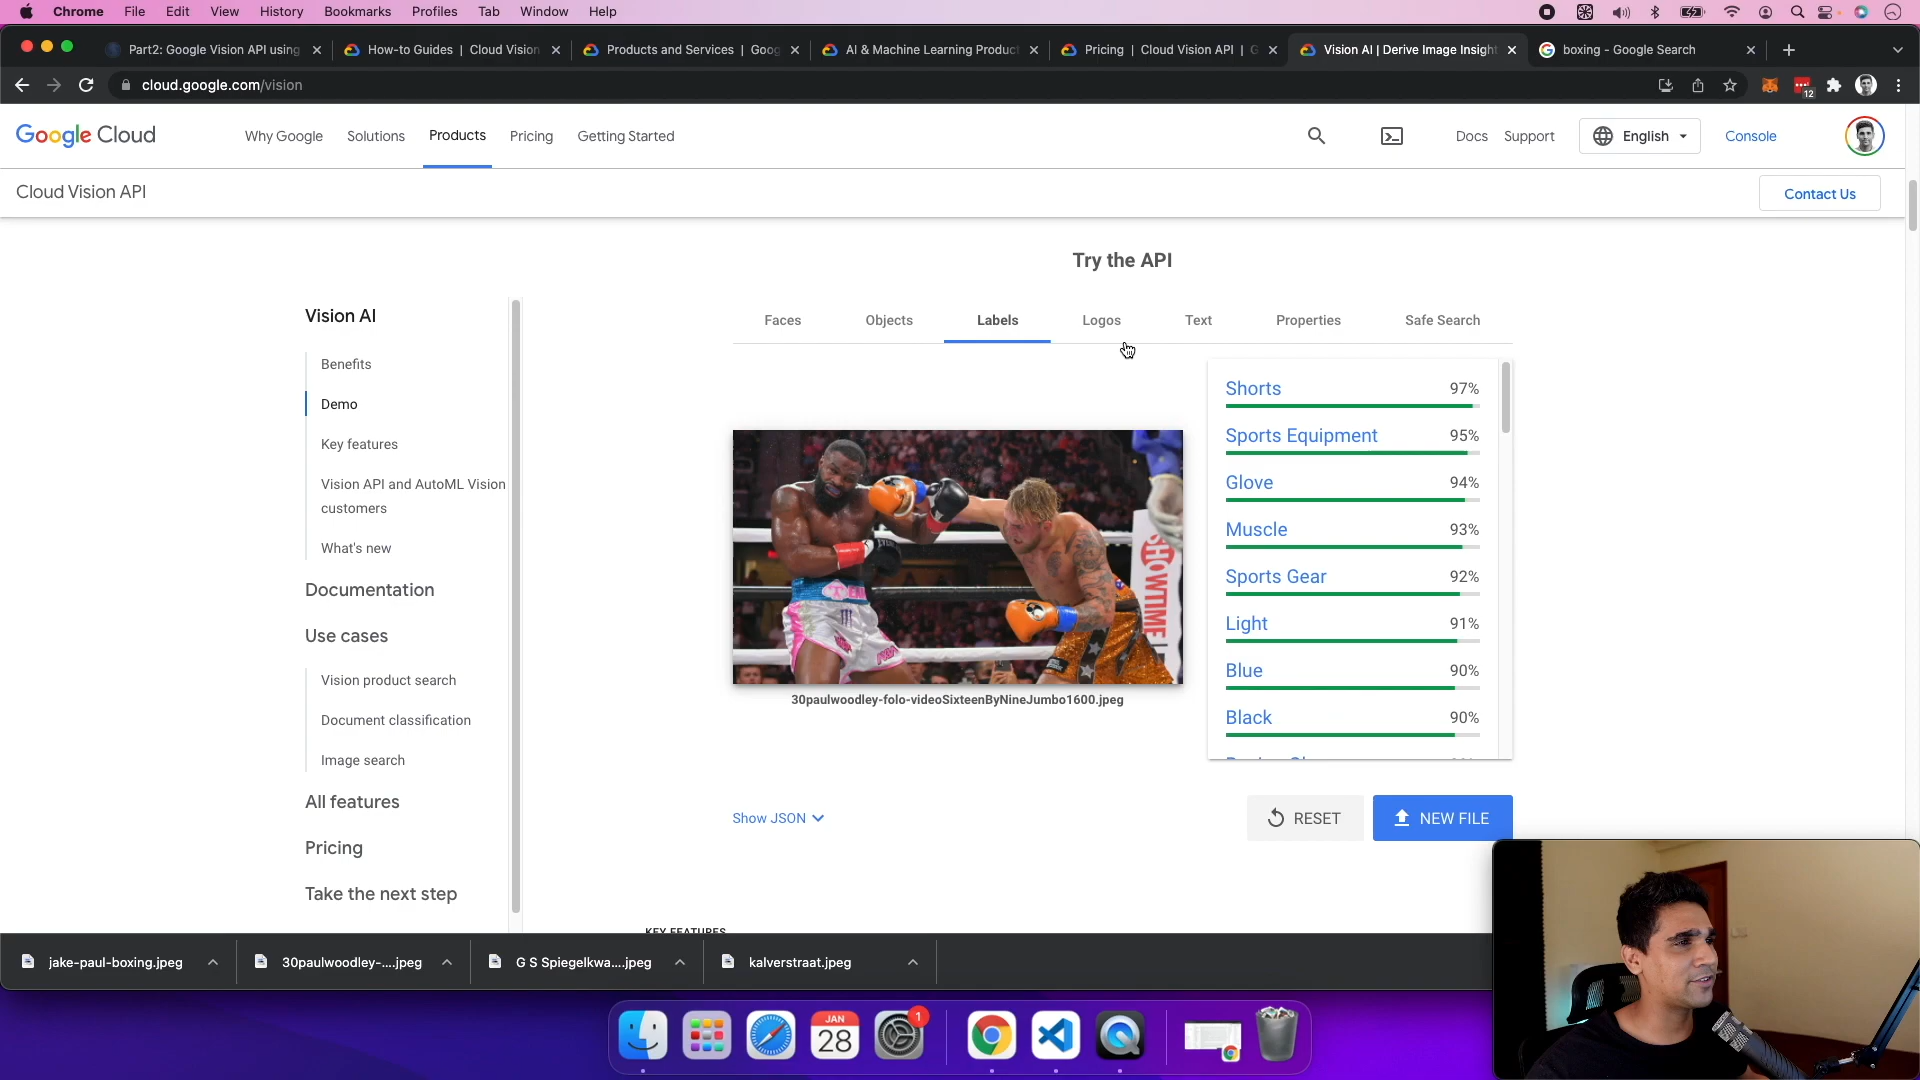 Chrome File Edit View History Bookmarks Profiles Tab Window Help
Part2: Google Vision API using
How-to Guides | Cloud Vision
Products and Services | Goog
AI & Machine Learning Product
Pricing | Cloud Vision API | G
Vision AI | Derive Image Insight
boxing - Google Search
cloud.google.com/vision
12
Google Cloud
Why Google
Solutions
Products
Pricing
Getting Started
Docs
Support
English
Console
Cloud Vision API
Contact Us
Try the API
Vision AI
Benefits
Demo
Key features
Vision API and AutoML Vision
customers
What's new
Documentation
Use cases
Vision product search
Document classification
Image search
All features
Pricing
Take the next step
Faces
Objects
Labels
Logos
Text
Properties
Safe Search
SHOWTIME
30paulwoodley-folo-videoSixteenByNineJumbo1600.jpeg
Shorts 97%
Sports Equipment 95%
Glove 94%
Muscle 93%
Sports Gear 92%
Light 91%
Blue 90%
Black 90%
Show JSON
RESET
NEW FILE
KEY FEATURES
jake-paul-boxing.jpeg
30paulwoodley-....jpeg
G S Spiegelkwa....jpeg
kalverstraat.jpeg
JAN
28
1